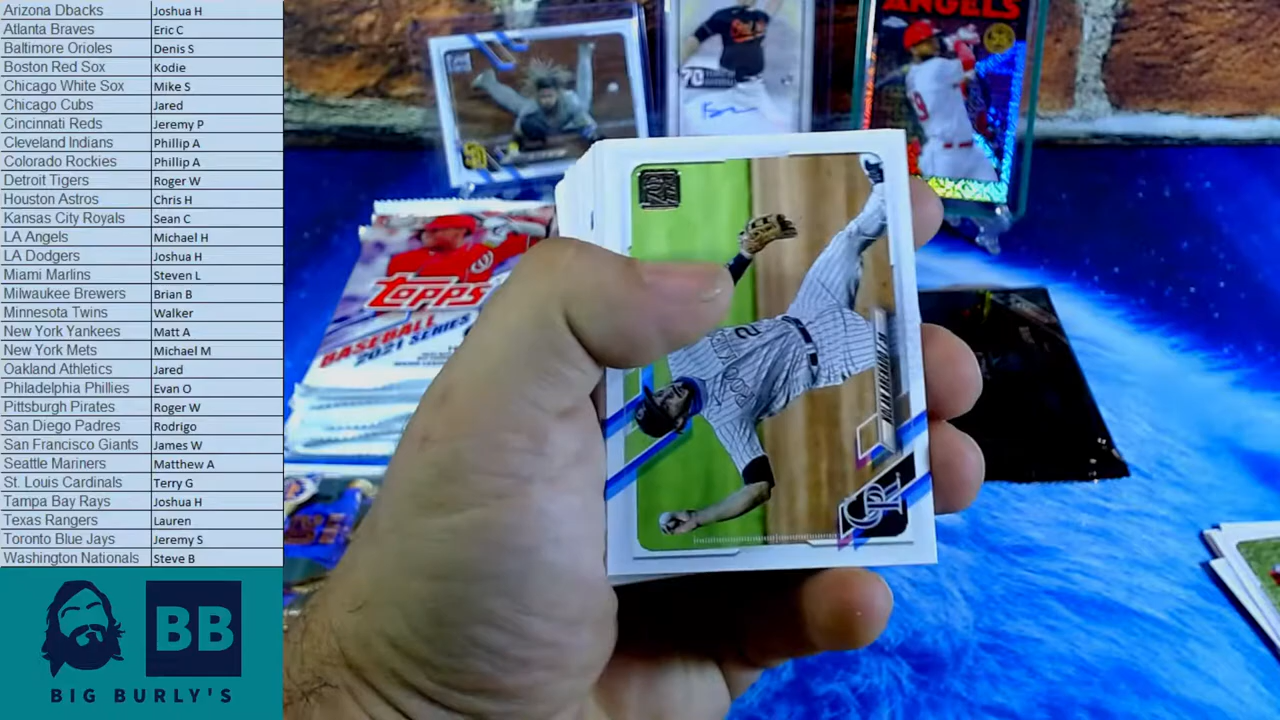 Arizona Dbacks Joshua H
Atlanta Braves Eric C
Baltimore Orioles Denis S
Boston Red Sox Kodie
Chicago White Sox Mike S
Chicago Cubs Jared
Cincinnati Reds Jeremy P
Cleveland Indians Phillip A
Colorado Rockies Phillip A
Detroit Tigers Roger W
Houston Astros Chris H
Kansas City Royals Sean C
LA Angels Michael H
LA Dodgers Joshua H
Miami Marlins Steven L
Milwaukee Brewers Brian B
Minnesota Twins Walker
New York Yankees Matt A
New York Mets Michael M
Oakland Athletics Jared
Philadelphia Phillies Evan O
Pittsburgh Pirates Roger W
San Diego Padres Rodrigo
San Francisco Giants James W
Seattle Mariners Matthew A
St. Louis Cardinals Terry G
Tampa Bay Rays Joshua H
Texas Rangers Lauren
Toronto Blue Jays Jeremy S
Washington Nationals Steve B
BB
BIG BURLY'S
ANGELS
70
9
topps
BASEBALL
2021 SERIES
CR